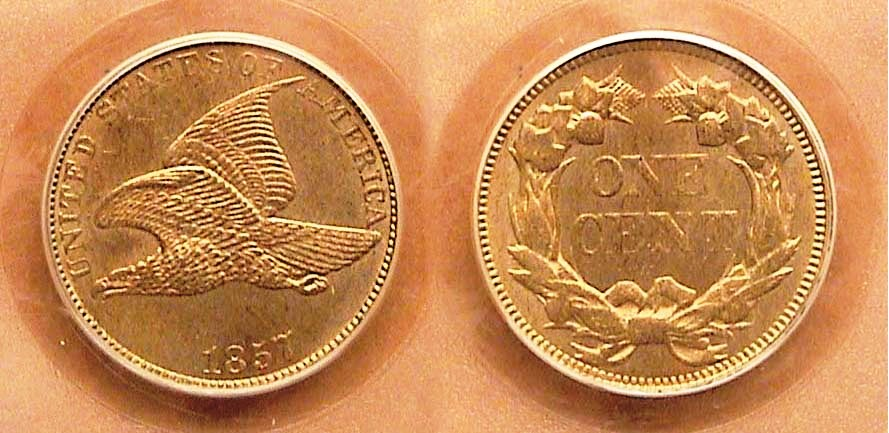 UNITED STATES OF AMERICA
1857
ONE
CENT